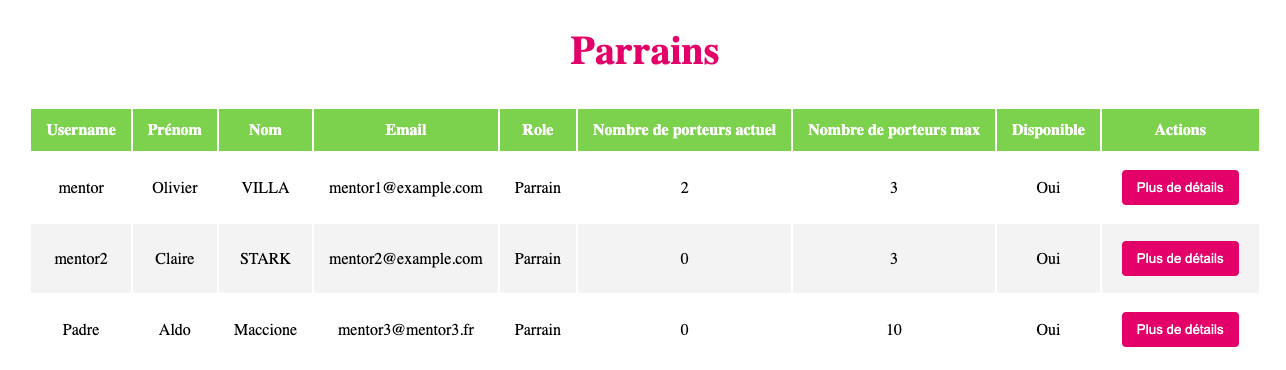 Parrains
Username Prénom Nom Email Role Nombre de porteurs actuel Nombre de porteurs max Disponible Actions
mentor Olivier VILLA mentor1@example.com Parrain 2 3 Oui Plus de détails
mentor2 Claire STARK mentor2@example.com Parrain 0 3 Oui Plus de détails
Padre Aldo Maccione mentor3@mentor3.fr Parrain 0 10 Oui Plus de détails